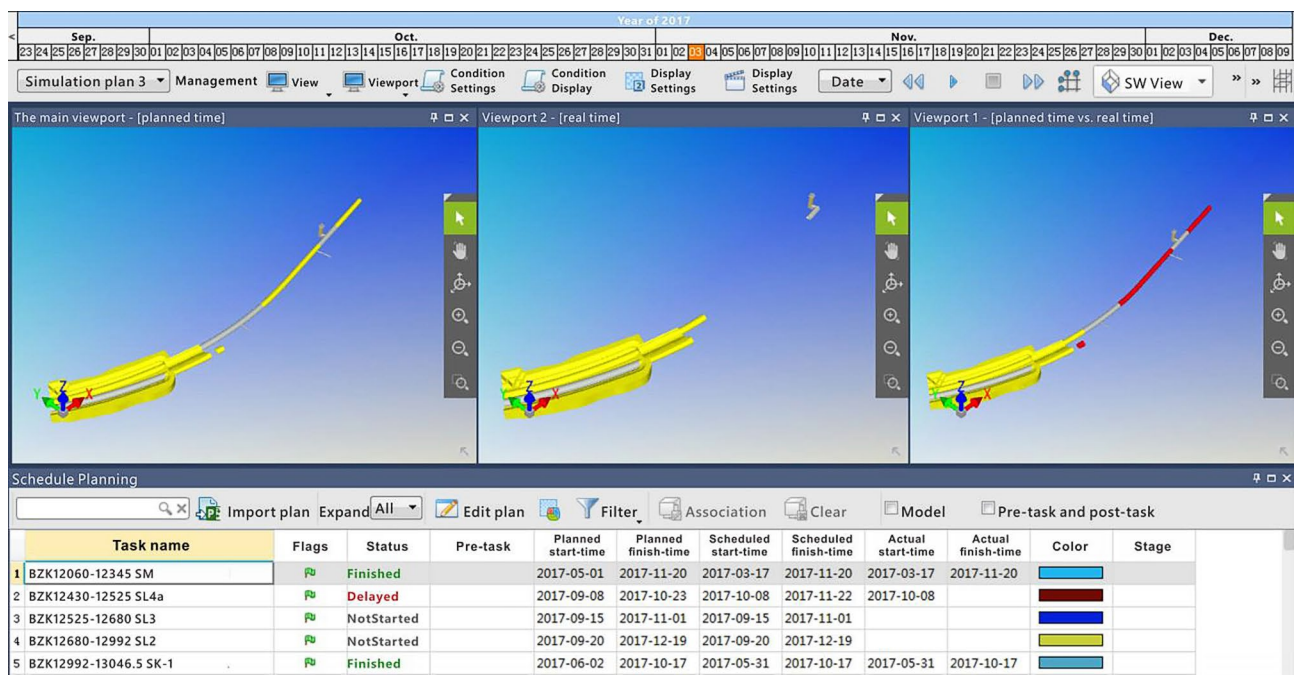 Year of 2017
< Sep. Oct. Nov. Dec.
23 24 25 26 27 28 29 30 01 02 03 04 05 06 07 08 09 10 11 12 13 14 15 16 17 18 19 20 21 22 23 24 25 26 27 28 29 30 31 01 02 03 04 05 06 07 08 09 10 11 12 13 14 15 16 17 18 19 20 21 22 23 24 25 26 27 28 29 30 01 02 03 04 05 06 07 08 09
Simulation plan 3 Management View Viewport Condition Settings Condition Display Display Settings Display Settings Date SW View » »
The main viewport - [planned time] Viewport 2 - [real time] Viewport 1 - [planned time vs. real time]
Y Z X Y Z X Y Z X
Schedule Planning
Import plan Expand All Edit plan Filter Association Clear Model Pre-task and post-task
Task name Flags Status Pre-task Planned start-time Planned finish-time Scheduled start-time Scheduled finish-time Actual start-time Actual finish-time Color Stage
1 BZK12060-12345 SM Finished 2017-05-01 2017-11-20 2017-03-17 2017-11-20 2017-03-17 2017-11-20
2 BZK12430-12525 SL4a Delayed 2017-09-08 2017-10-23 2017-10-08 2017-11-22 2017-10-08
3 BZK12525-12680 SL3 NotStarted 2017-09-15 2017-11-01 2017-09-15 2017-11-01
4 BZK12680-12992 SL2 NotStarted 2017-09-20 2017-12-19 2017-09-20 2017-12-19
5 BZK12992-13046.5 SK-1 Finished 2017-06-02 2017-10-17 2017-05-31 2017-10-17 2017-05-31 2017-10-17